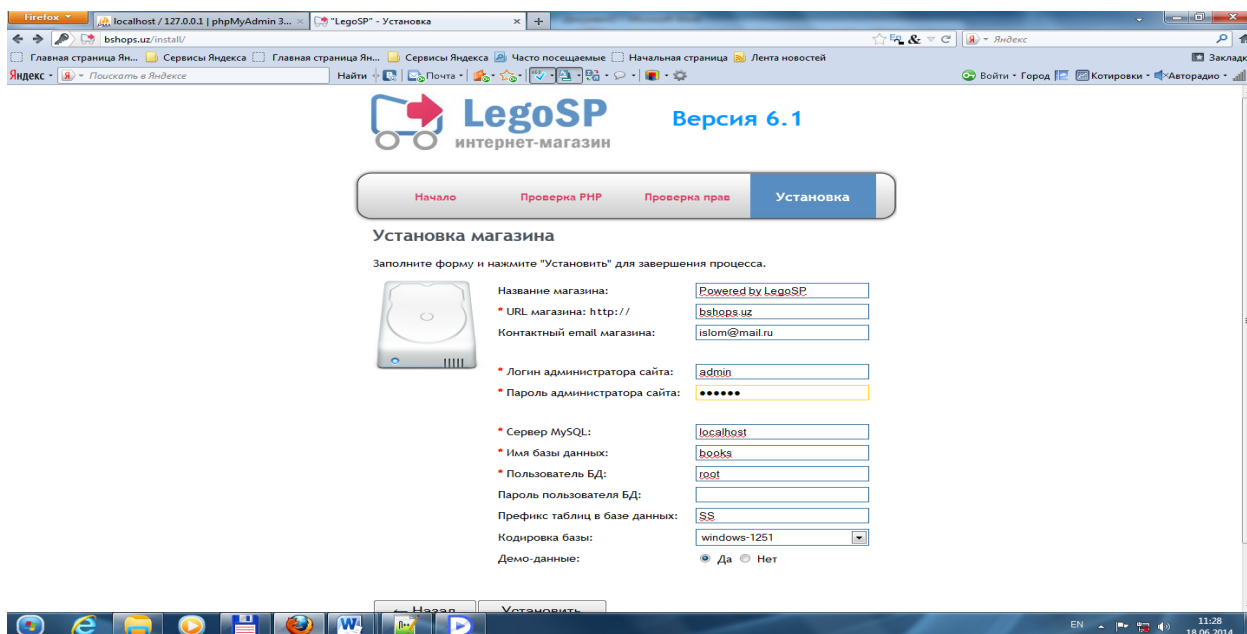 Firefox
localhost / 127.0.0.1 | phpMyAdmin 3...
"LegoSP" - Установка
bshops.uz/install/
Яндекс
Главная страница Ян...
Сервисы Яндекса
Главная страница Ян...
Сервисы Яндекса
Часто посещаемые
Начальная страница
Лента новостей
Закладк
Яндекс
Поискать в Яндексе
Найти
Почта
Войти
Город
Котировки
Авторадио
LegoSP
интернет-магазин
Версия 6.1
Начало
Проверка PHP
Проверка прав
Установка
Установка магазина
Заполните форму и нажмите "Установить" для завершения процесса.
Название магазина: Powered by LegoSP
* URL магазина: http:// bshops.uz
Контактный email магазина: islom@mail.ru
* Логин администратора сайта: admin
* Пароль администратора сайта: ••••••
* Сервер MySQL: localhost
* Имя базы данных: books
* Пользователь БД: root
Пароль пользователя БД:
Префикс таблиц в базе данных: SS
Кодировка базы: windows-1251
Демо-данные: Да Нет
← Назад
Установить
EN
11:28
18.06.2014